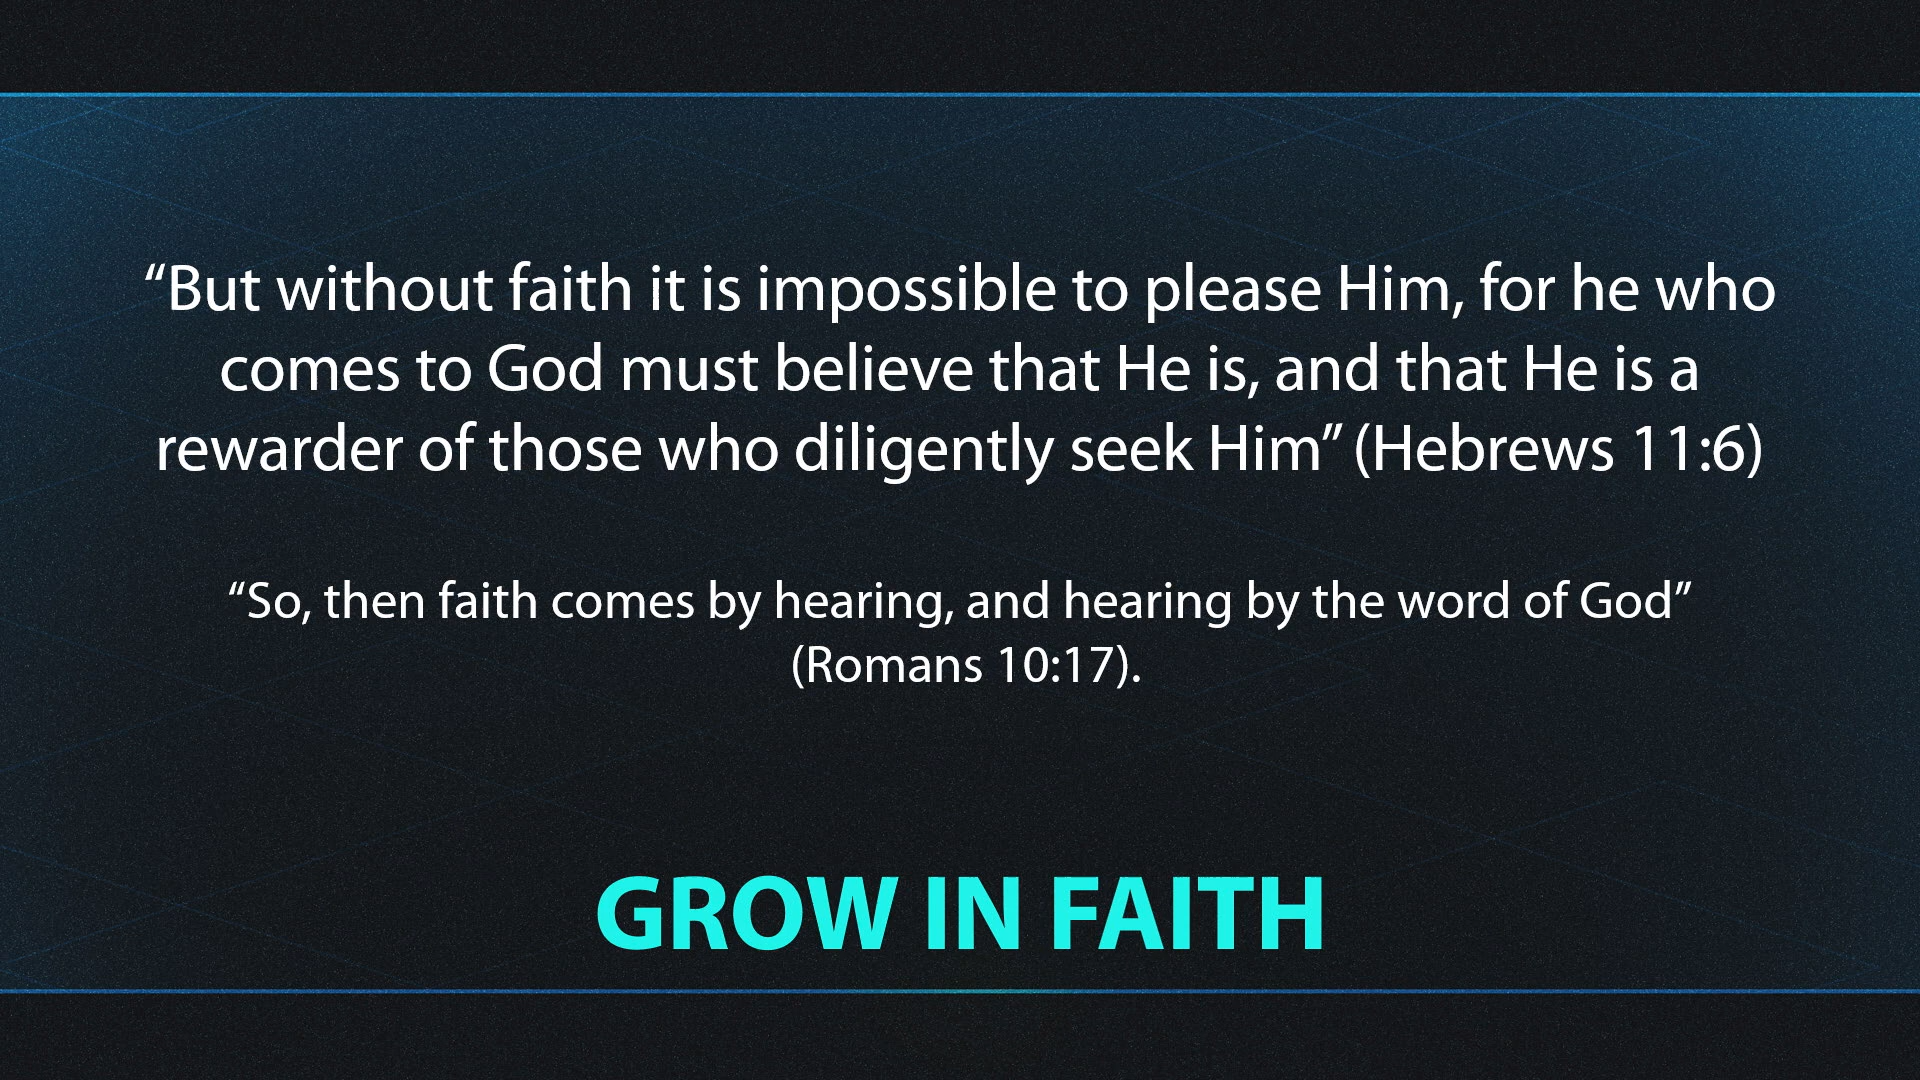 “But without faith it is impossible to please Him, for he who
comes to God must believe that He is, and that He is a
rewarder of those who diligently seek Him” (Hebrews 11:6)
“So, then faith comes by hearing, and hearing by the word of God”
(Romans 10:17).
GROW IN FAITH